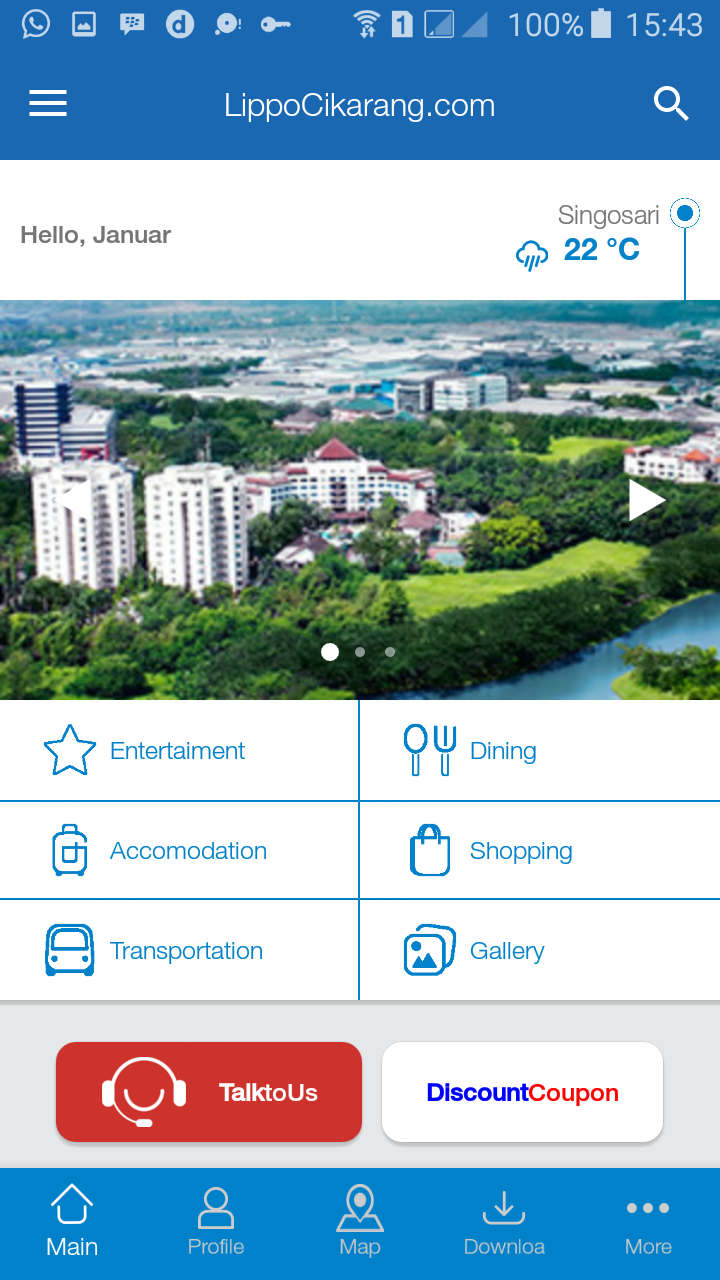 100% 15:43
LippoCikarang.com
Singosari
Hello, Januar
22 °C
Entertaiment
Dining
Accomodation
Shopping
Transportation
Gallery
TalktoUs
DiscountCoupon
Main
Profile
Map
Downloa
More